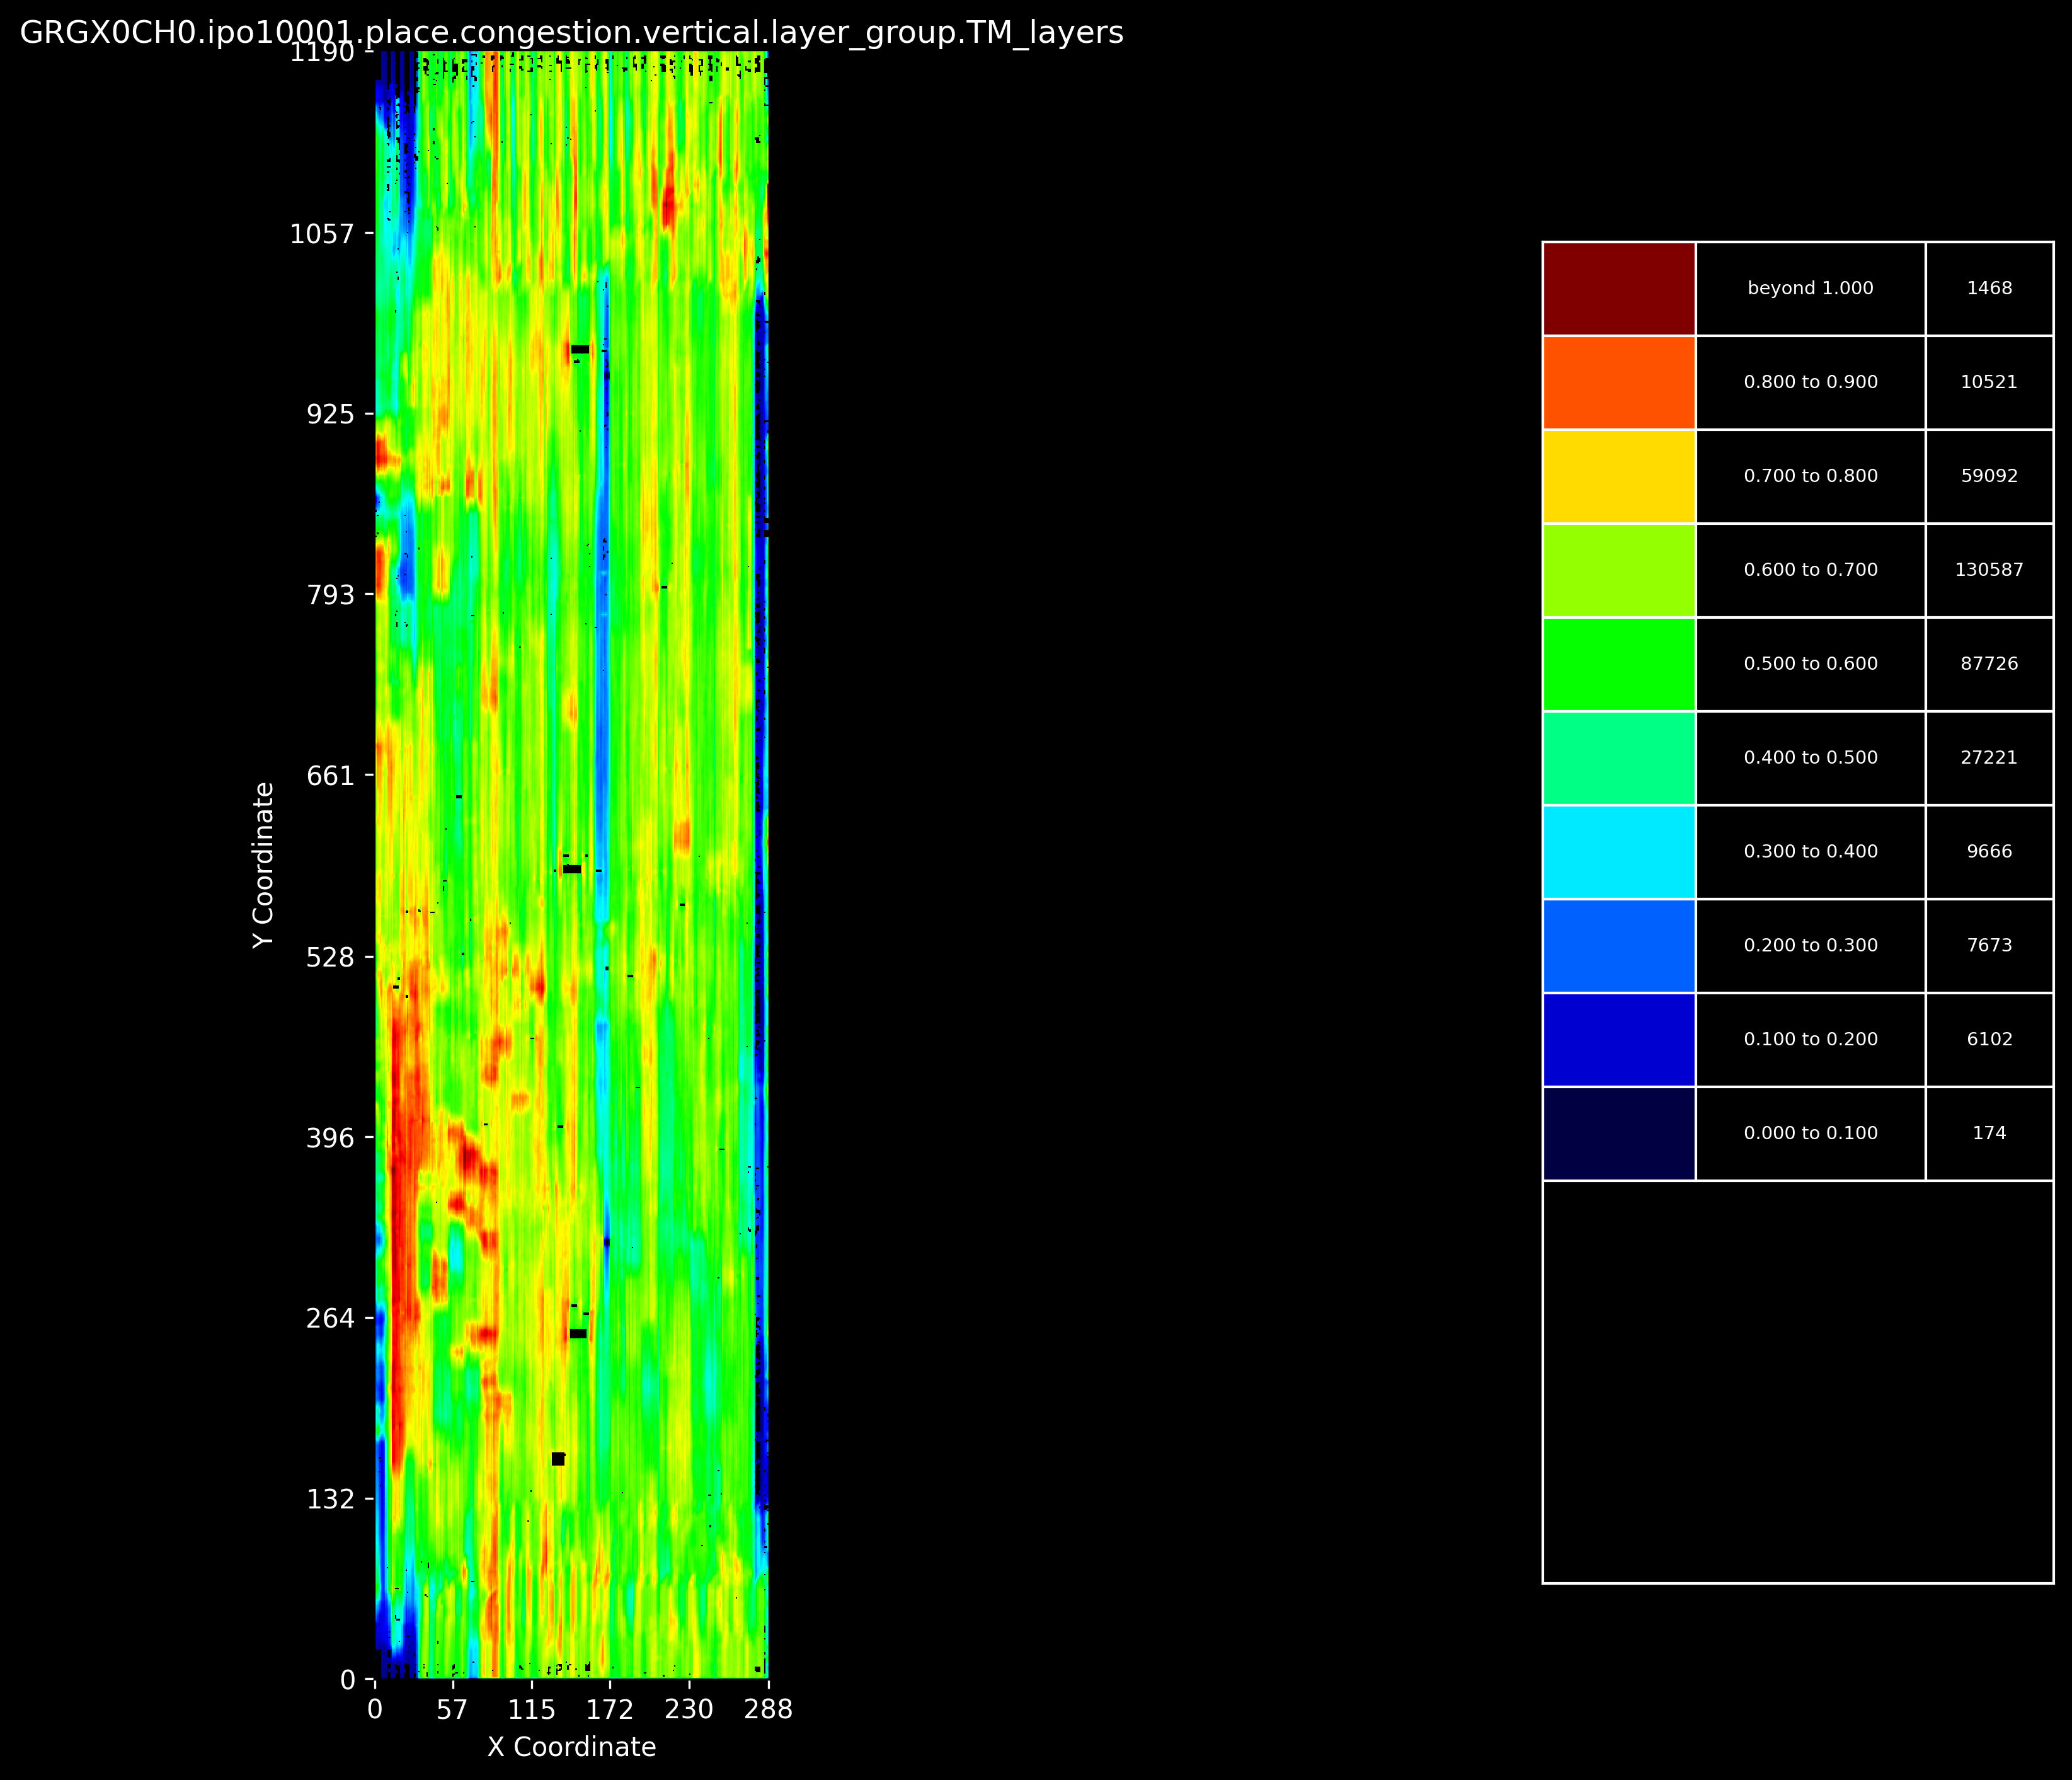 GRGX0CH0.ipo10001.place.congestion.vertical.layer_group.TM_layers
1190
1057
925
793
661
528
396
264
132
0
Y Coordinate
0 57 115 172 230 288
X Coordinate
beyond 1.000 1468
0.800 to 0.900 10521
0.700 to 0.800 59092
0.600 to 0.700 130587
0.500 to 0.600 87726
0.400 to 0.500 27221
0.300 to 0.400 9666
0.200 to 0.300 7673
0.100 to 0.200 6102
0.000 to 0.100 174